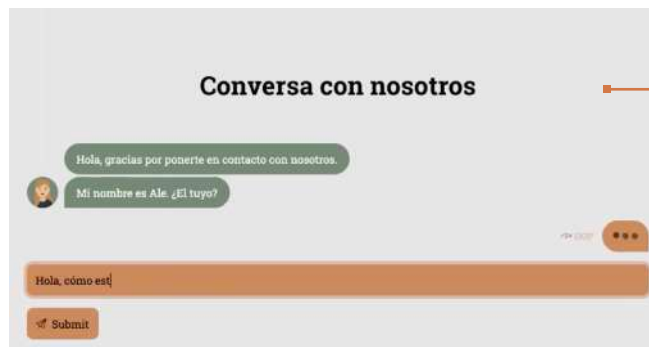 Conversa con nosotros
Hola, gracias por ponerte en contacto con nosotros.
Mi nombre es Ale. ¿El tuyo?
Hola, cómo est
Submit